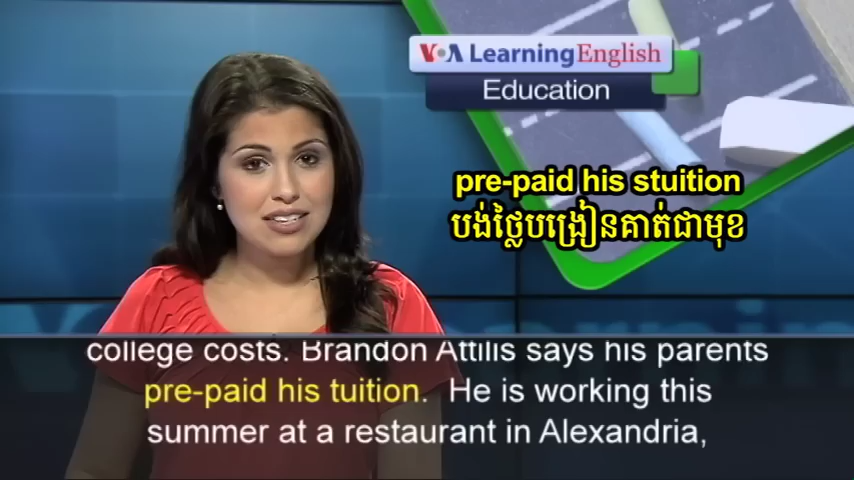 VOA Learning English
Education
pre-paid his stuition
បង់ថ្លៃបង្រៀនគាត់ជាមុខ
college costs. Brandon Attilis says his parents
pre-paid his tuition. He is working this
summer at a restaurant in Alexandria,